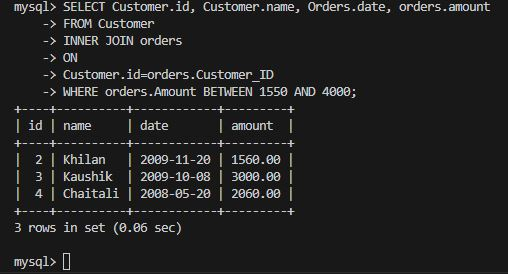 mysql> SELECT Customer.id, Customer.name, Orders.date, orders.amount
    -> FROM Customer
    -> INNER JOIN orders
    -> ON
    -> Customer.id=orders.Customer_ID
    -> WHERE orders.Amount BETWEEN 1550 AND 4000;
+----+----------+------------+---------+
| id | name     | date       | amount  |
+----+----------+------------+---------+
|  2 | Khilan   | 2009-11-20 | 1560.00 |
|  3 | Kaushik  | 2009-10-08 | 3000.00 |
|  4 | Chaitali | 2008-05-20 | 2060.00 |
+----+----------+------------+---------+
3 rows in set (0.06 sec)
mysql>